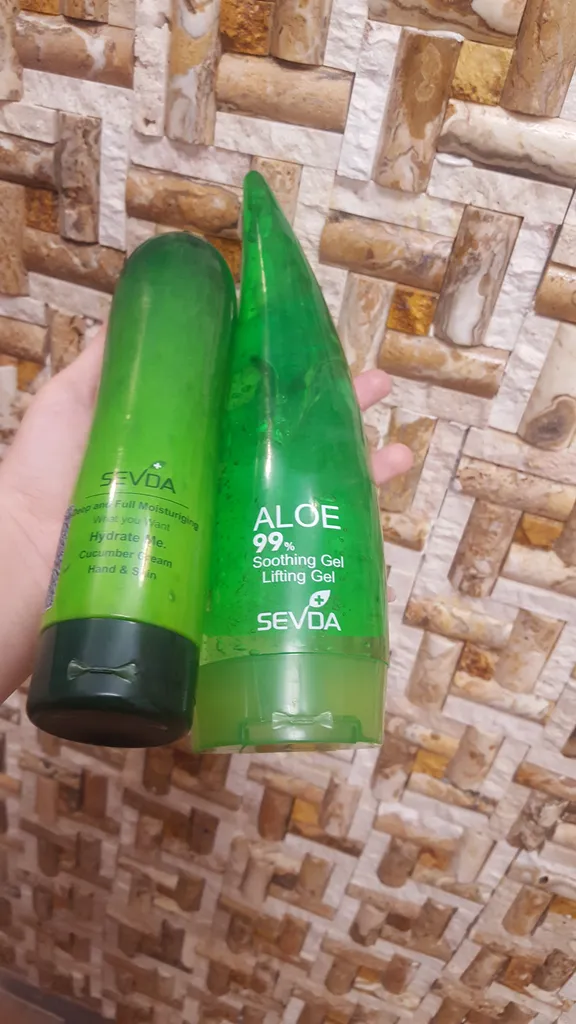 SEVDA
Deep and Full Moisturiging
What you Want
Hydrate Me.
Cucumber Cream
Hand & Skin
ALOE
99%
Soothing Gel
Lifting Gel
SEVDA